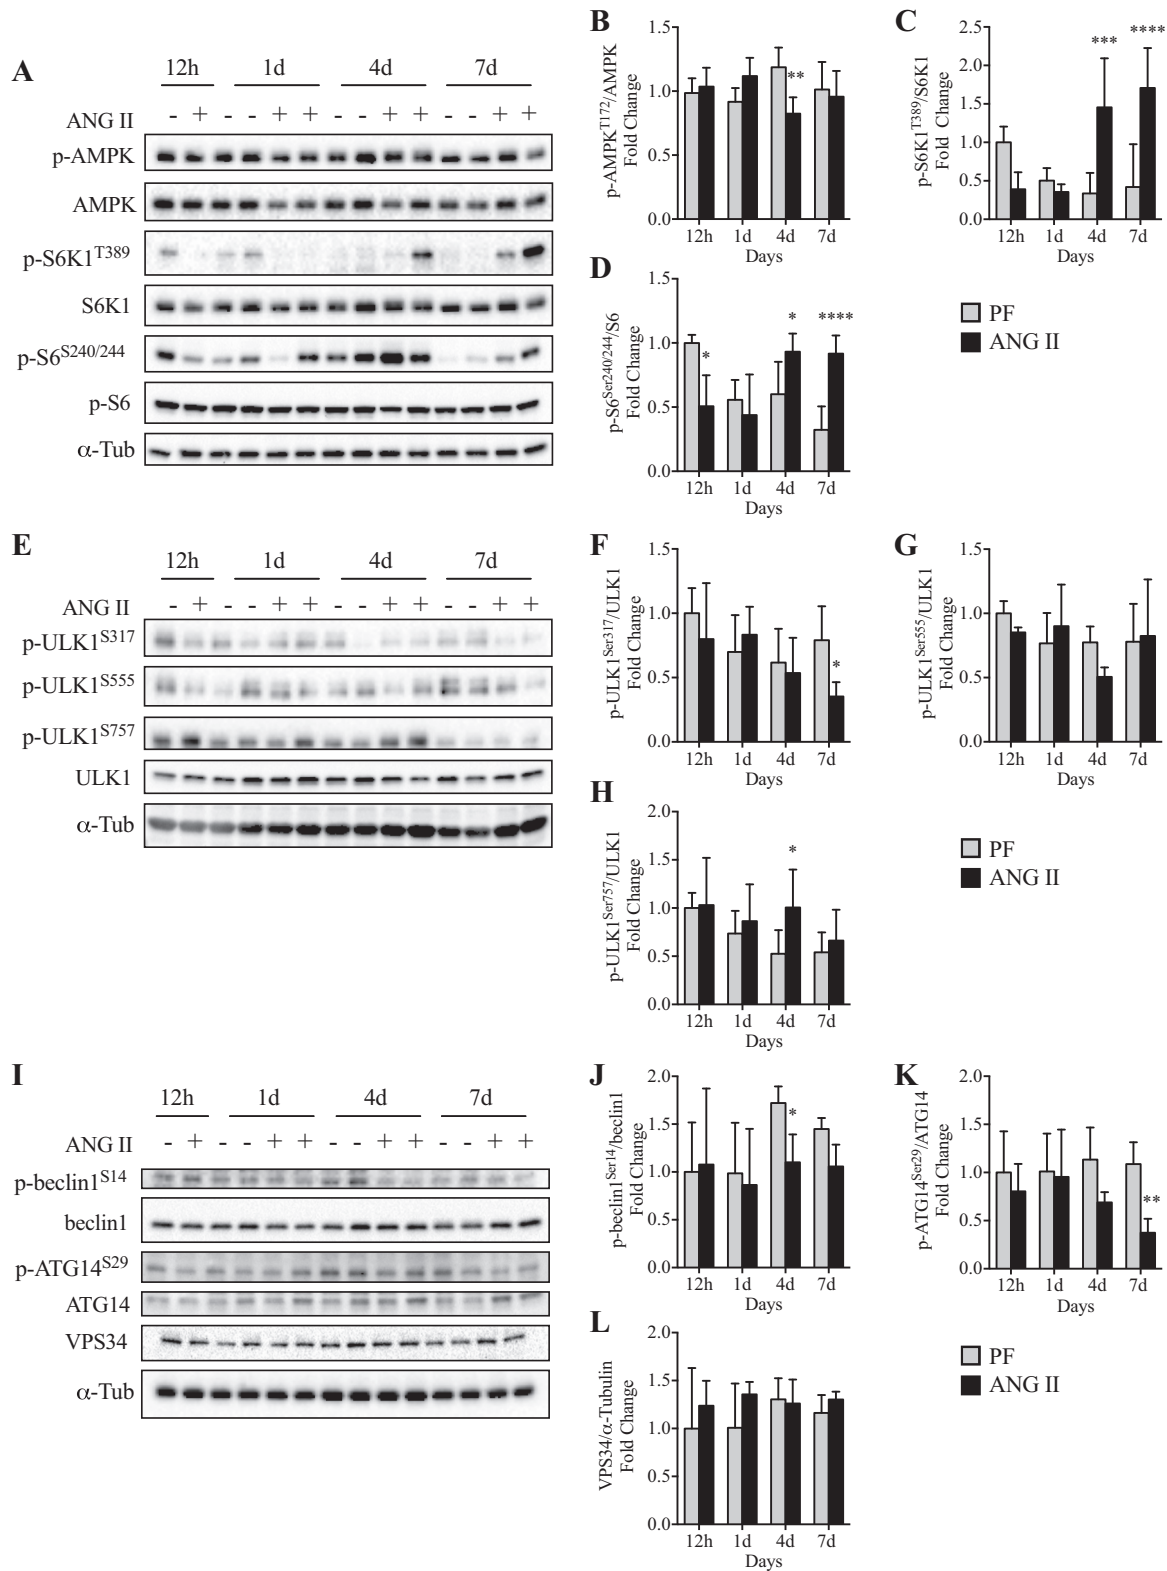 A
12h 1d 4d 7d
ANG II - + - - + + - - + + - - + +
p-AMPK
AMPK
p-S6K1T389
S6K1
p-S6S240/244
p-S6
α-Tub
B
p-AMPKT172/AMPK
Fold Change
1.5
1.0
0.5
0.0
**
12h 1d 4d 7d
Days
C
p-S6K1T389/S6K1
Fold Change
2.5
2.0
1.5
1.0
0.5
0.0
*** ****
12h 1d 4d 7d
Days
D
p-S6Ser240/244/S6
Fold Change
1.5
1.0
0.5
0.0
* * ****
12h 1d 4d 7d
Days
PF
ANG II
E
12h 1d 4d 7d
ANG II - + - - + + - - + + - - + +
p-ULK1S317
p-ULK1S555
p-ULK1S757
ULK1
α-Tub
F
p-ULK1Ser317/ULK1
Fold Change
1.5
1.0
0.5
0.0
*
12h 1d 4d 7d
Days
G
p-ULK1Ser555/ULK1
Fold Change
1.5
1.0
0.5
0.0
12h 1d 4d 7d
Days
H
p-ULK1Ser757/ULK1
Fold Change
2.0
1.5
1.0
0.5
0.0
*
12h 1d 4d 7d
Days
PF
ANG II
I
12h 1d 4d 7d
ANG II - + - - + + - - + + - - + +
p-beclin1S14
beclin1
p-ATG14S29
ATG14
VPS34
α-Tub
J
p-beclin1Ser14/beclin1
Fold Change
2.0
1.5
1.0
0.5
0.0
*
12h 1d 4d 7d
Days
K
p-ATG14Ser29/ATG14
Fold Change
2.0
1.5
1.0
0.5
0.0
**
12h 1d 4d 7d
Days
L
VPS34/α-Tubulin
Fold Change
2.0
1.5
1.0
0.5
0.0
12h 1d 4d 7d
Days
PF
ANG II